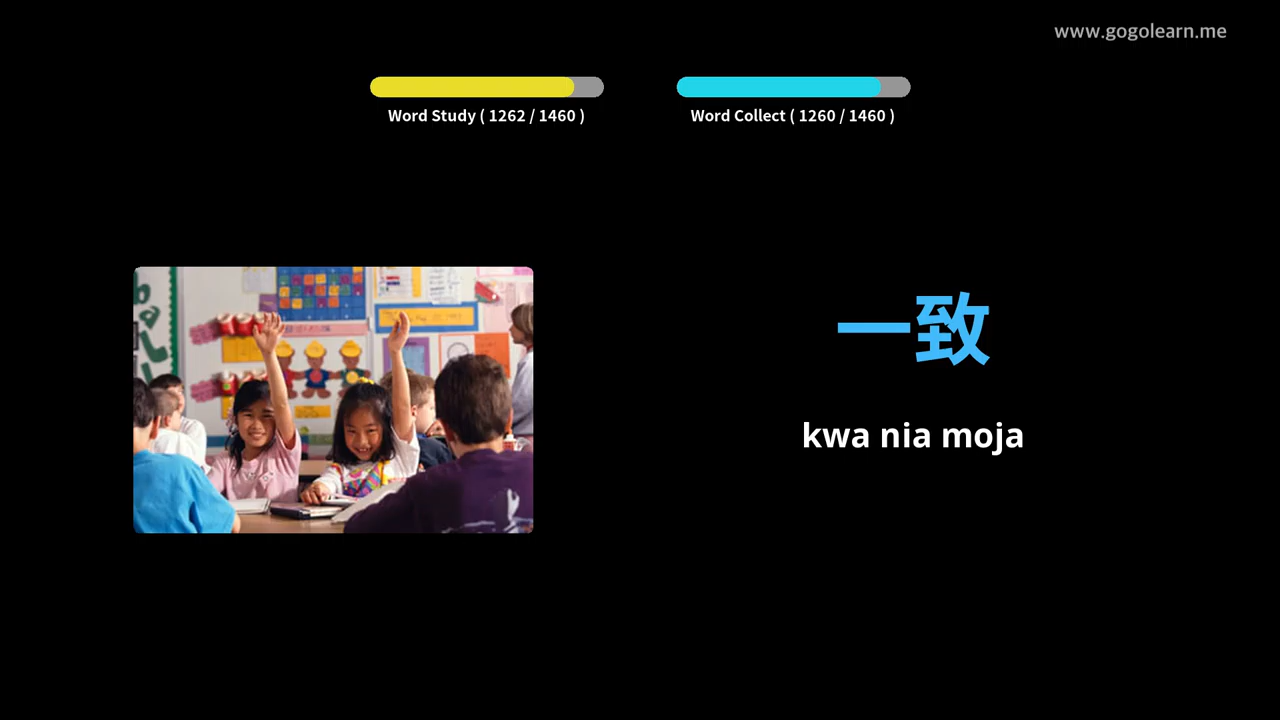 www.gogolearn.me
Word Study ( 1262 / 1460 )
Word Collect ( 1260 / 1460 )
一致
kwa nia moja